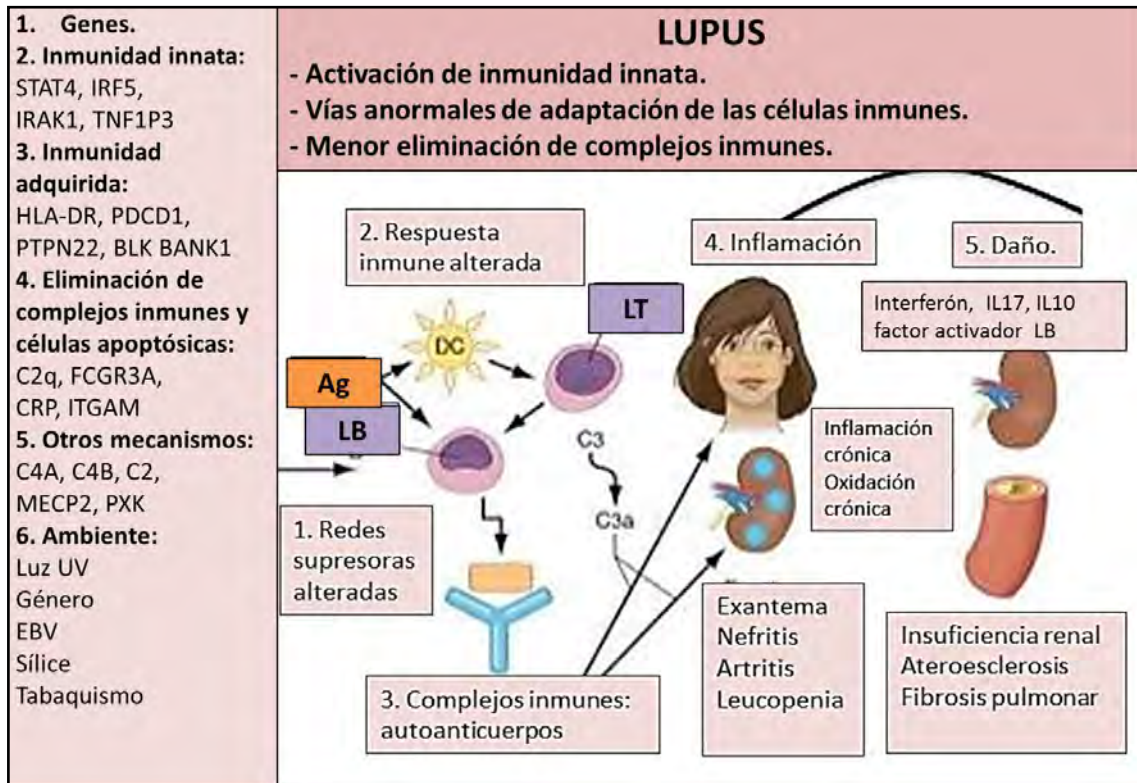 1. Genes.
2. Inmunidad innata:
STAT4, IRF5,
IRAK1, TNF1P3
3. Inmunidad
adquirida:
HLA-DR, PDCD1,
PTPN22, BLK BANK1
4. Eliminación de
complejos inmunes y
células apoptósicas:
C2q, FCGR3A,
CRP, ITGAM
5. Otros mecanismos:
C4A, C4B, C2,
MECP2, PXK
6. Ambiente:
Luz UV
Género
EBV
Sílice
Tabaquismo
LUPUS
- Activación de inmunidad innata.
- Vías anormales de adaptación de las células inmunes.
- Menor eliminación de complejos inmunes.
2. Respuesta
inmune alterada
DC
LT
Ag
LB
C3
C3a
1. Redes
supresoras
alteradas
3. Complejos inmunes:
autoanticuerpos
4. Inflamación
Inflamación
crónica
Oxidación
crónica
Exantema
Nefritis
Artritis
Leucopenia
5. Daño.
Interferón, IL17, IL10
factor activador LB
Insuficiencia renal
Ateroesclerosis
Fibrosis pulmonar